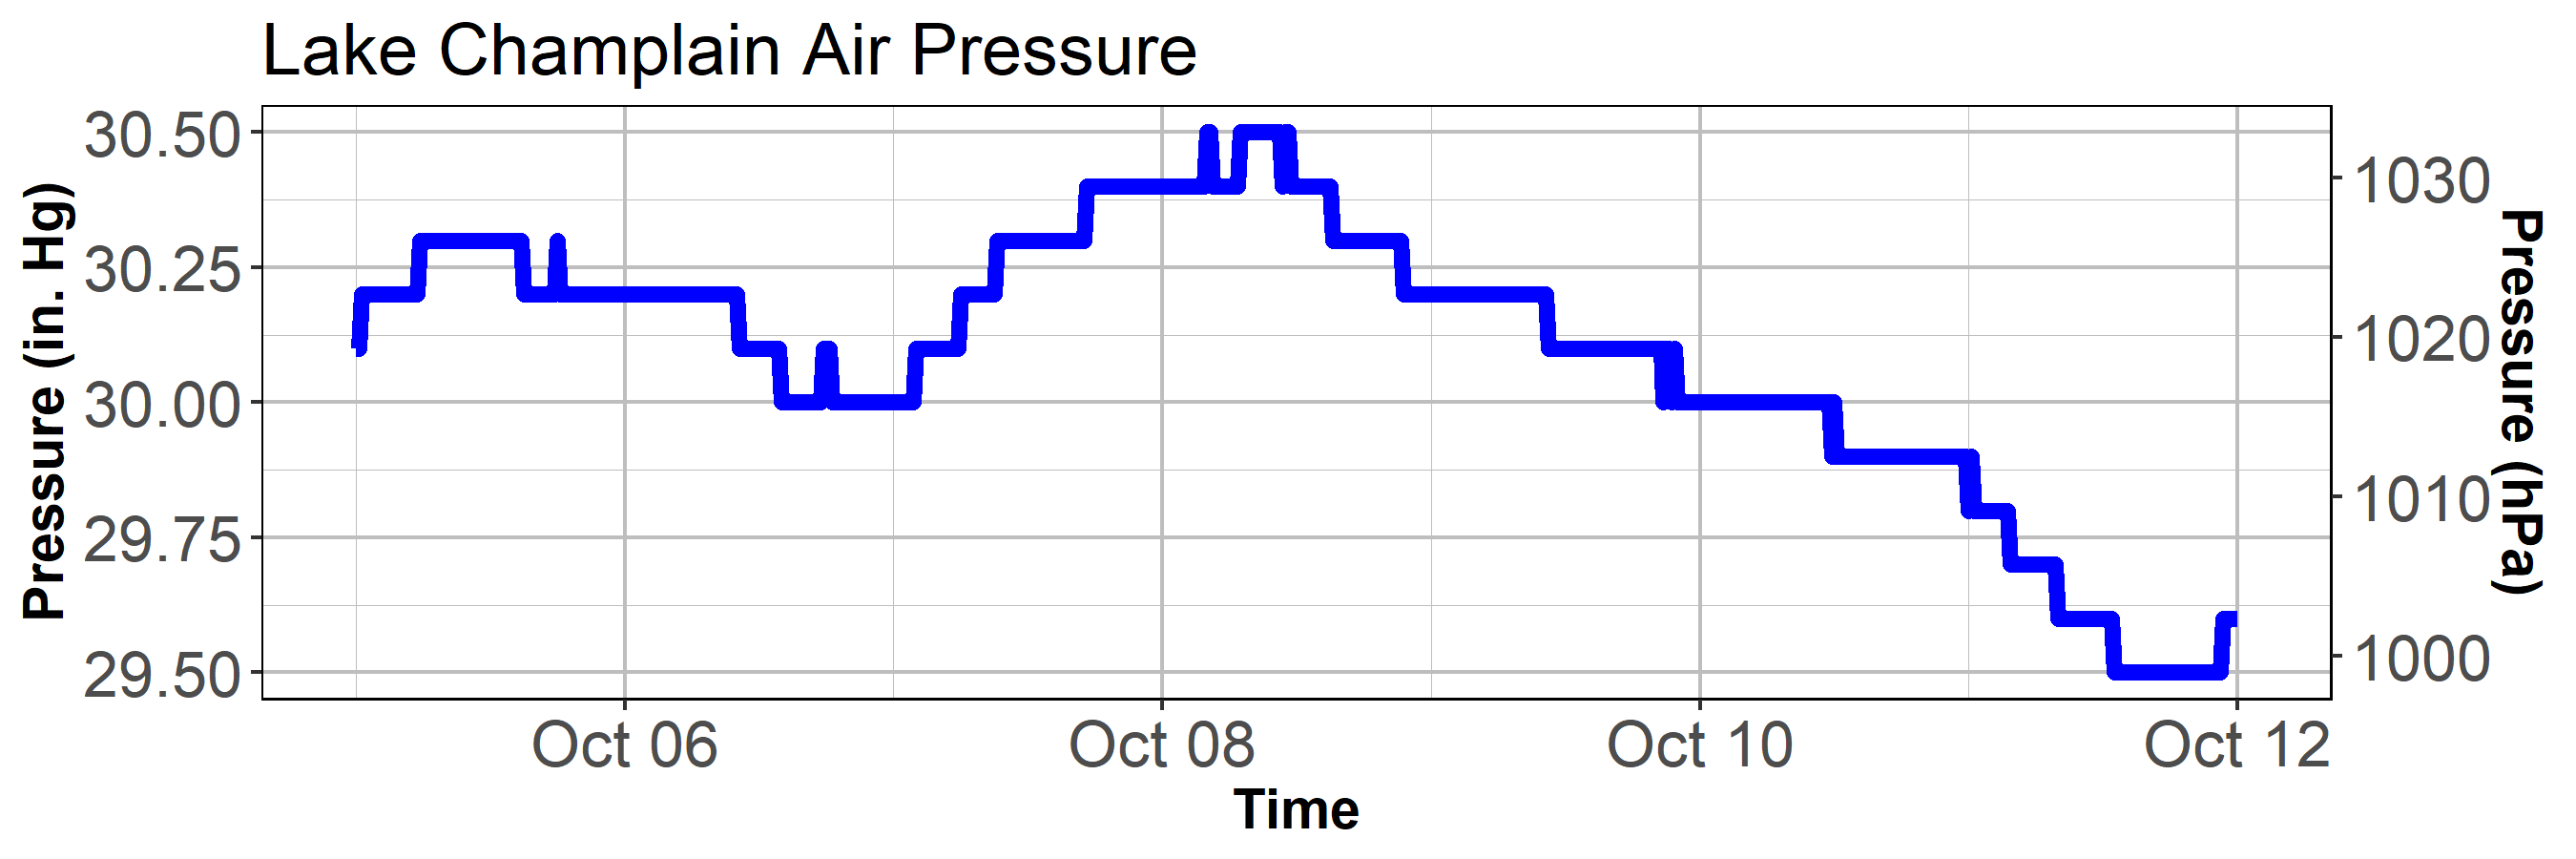 Lake Champlain Air Pressure
Pressure (in. Hg)
30.50
30.25
30.00
29.75
29.50
1030
1020
1010
1000
Pressure (hPa)
Oct 06 Oct 08 Oct 10 Oct 12
Time